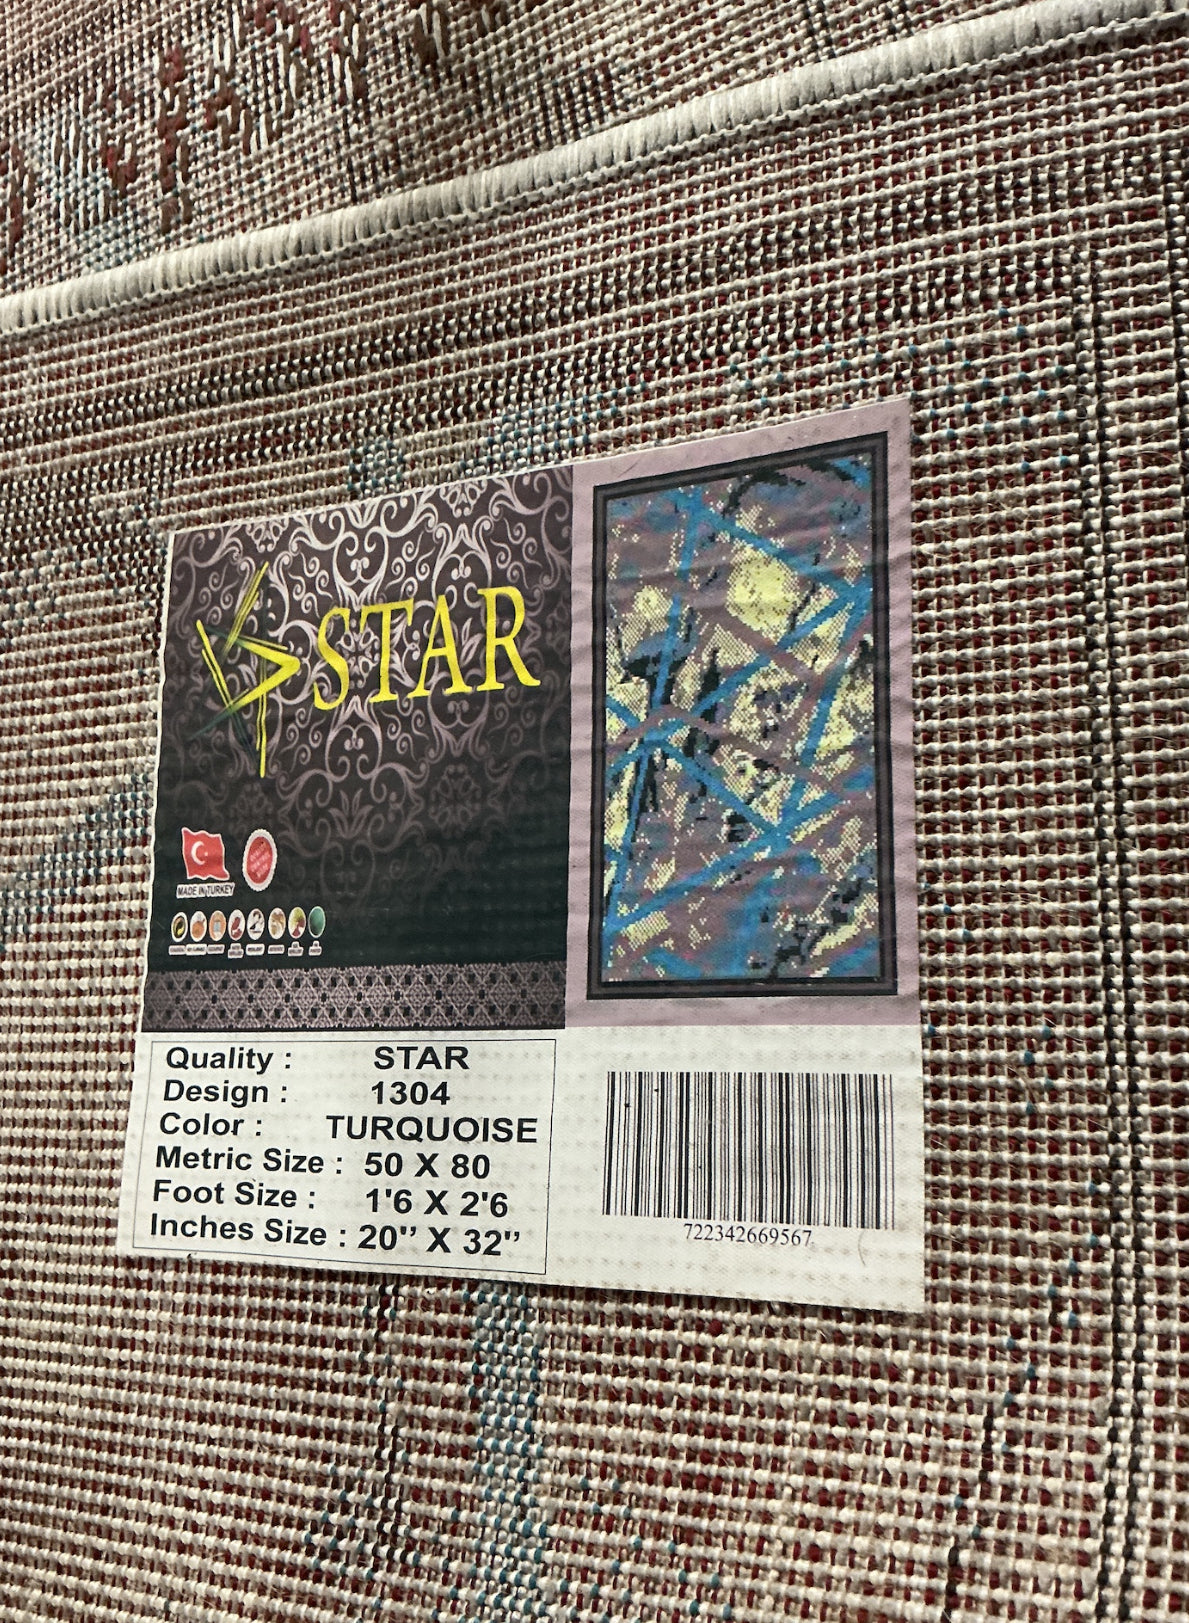 STAR
MADE IN TURKEY
Quality : STAR
Design : 1304
Color : TURQUOISE
Metric Size : 50 X 80
Foot Size : 1'6 X 2'6
Inches Size : 20'' X 32''
722342669567